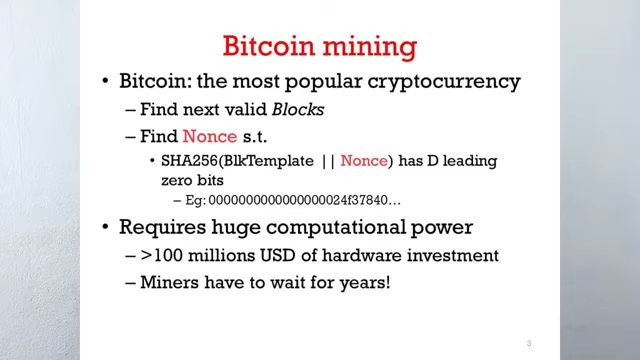 Bitcoin mining
• Bitcoin: the most popular cryptocurrency
– Find next valid Blocks
– Find Nonce s.t.
• SHA256(BlkTemplate || Nonce) has D leading
zero bits
– Eg: 0000000000000000024f37840…
• Requires huge computational power
– >100 millions USD of hardware investment
– Miners have to wait for years!
3